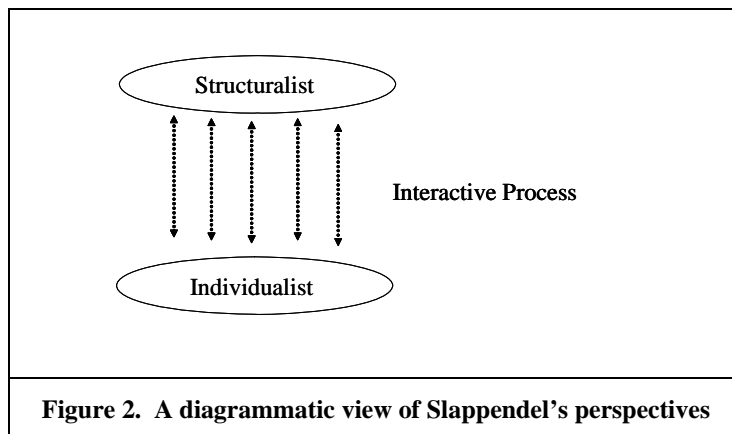 Structuralist
Interactive Process
Individualist
Figure 2. A diagrammatic view of Slappendel's perspectives